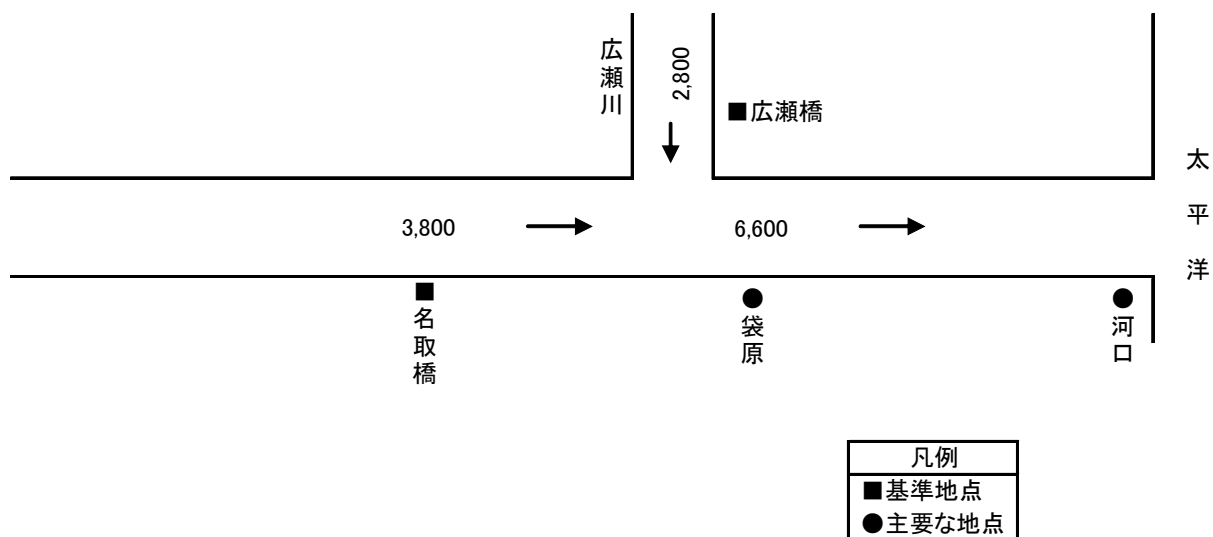 広瀬川
2,800
■広瀬橋
太平洋
3,800
6,600
■
名取橋
●
袋原
●
河口
凡例
■基準地点
●主要な地点